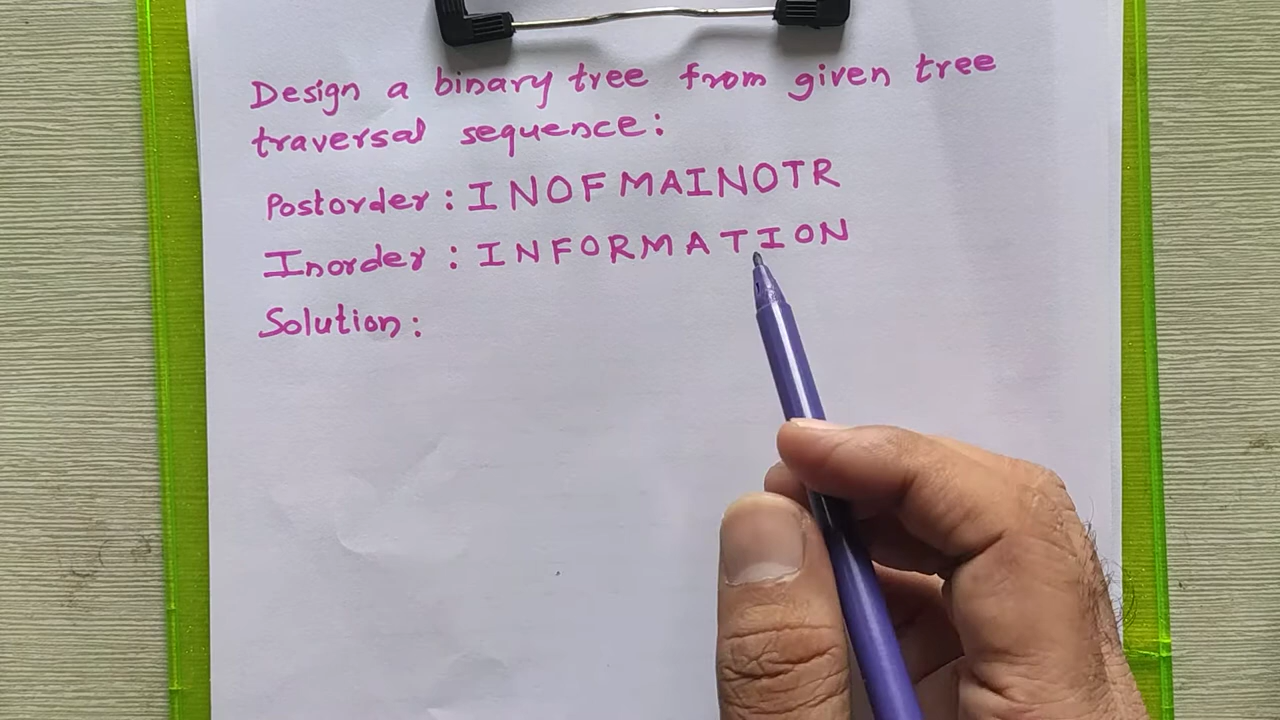 Design a binary tree from given tree
traversal sequence:
Postorder : INOFMAINOTR
Inorder : INFORMATION
Solution: